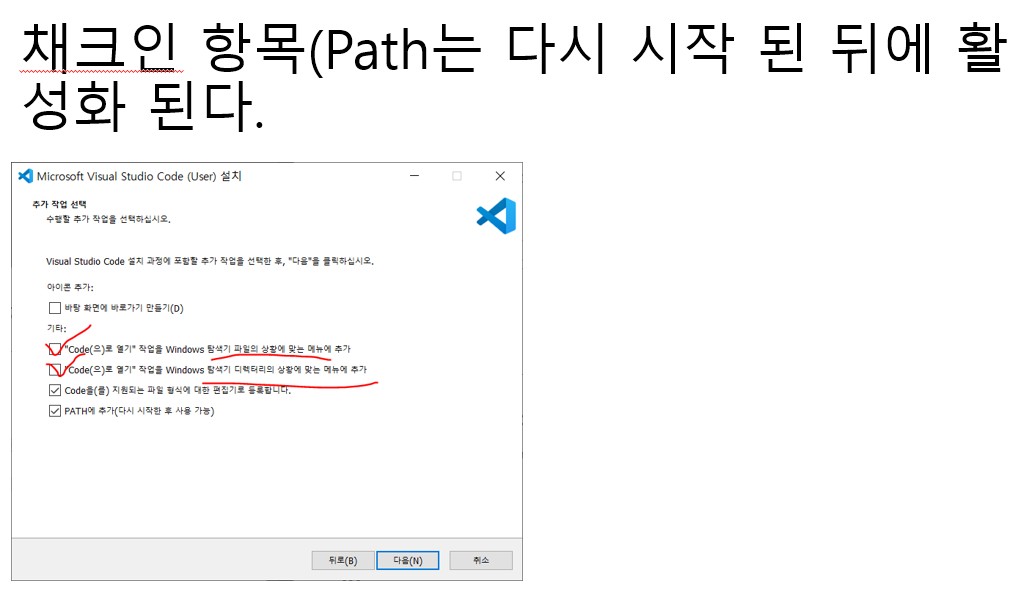 채크인 항목(Path는 다시 시작 된 뒤에 활
성화 된다.
Microsoft Visual Studio Code (User) 설치
추가 작업 선택
수행할 추가 작업을 선택하십시오.
Visual Studio Code 설치 과정에 포함할 추가 작업을 선택한 후, "다음"을 클릭하십시오.
아이콘 추가:
바탕 화면에 바로가기 만들기(D)
기타:
"Code(으)로 열기" 작업을 Windows 탐색기 파일의 상황에 맞는 메뉴에 추가
"Code(으)로 열기" 작업을 Windows 탐색기 디렉터리의 상황에 맞는 메뉴에 추가
Code을(를) 지원되는 파일 형식에 대한 편집기로 등록합니다.
PATH에 추가(다시 시작한 후 사용 가능)
뒤로(B) 다음(N) 취소